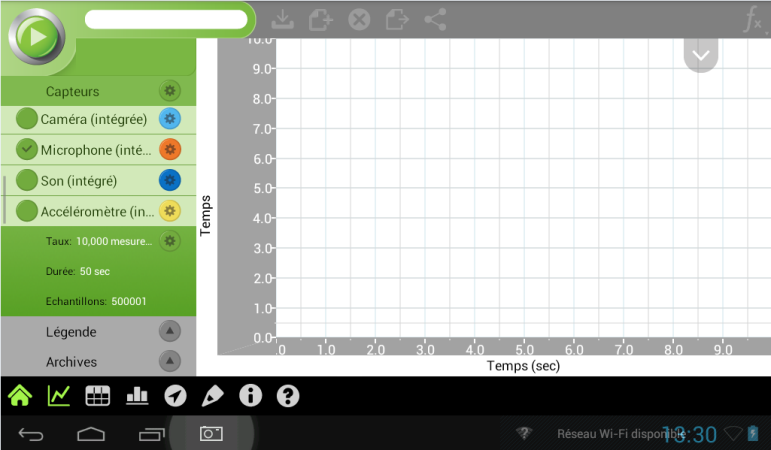 Capteurs
Caméra (intégrée)
Microphone (inté...
Son (intégré)
Accéléromètre (in...
Taux: 10,000 mesure...
Durée: 50 sec
Echantillons: 500001
Légende
Archives
fx
10.0
9.0
8.0
7.0
6.0
5.0
4.0
3.0
2.0
1.0
0.0
Temps
.0 1.0 2.0 3.0 4.0 5.0 6.0 7.0 8.0 9.0
Temps (sec)
Réseau Wi-Fi disponible 13:30